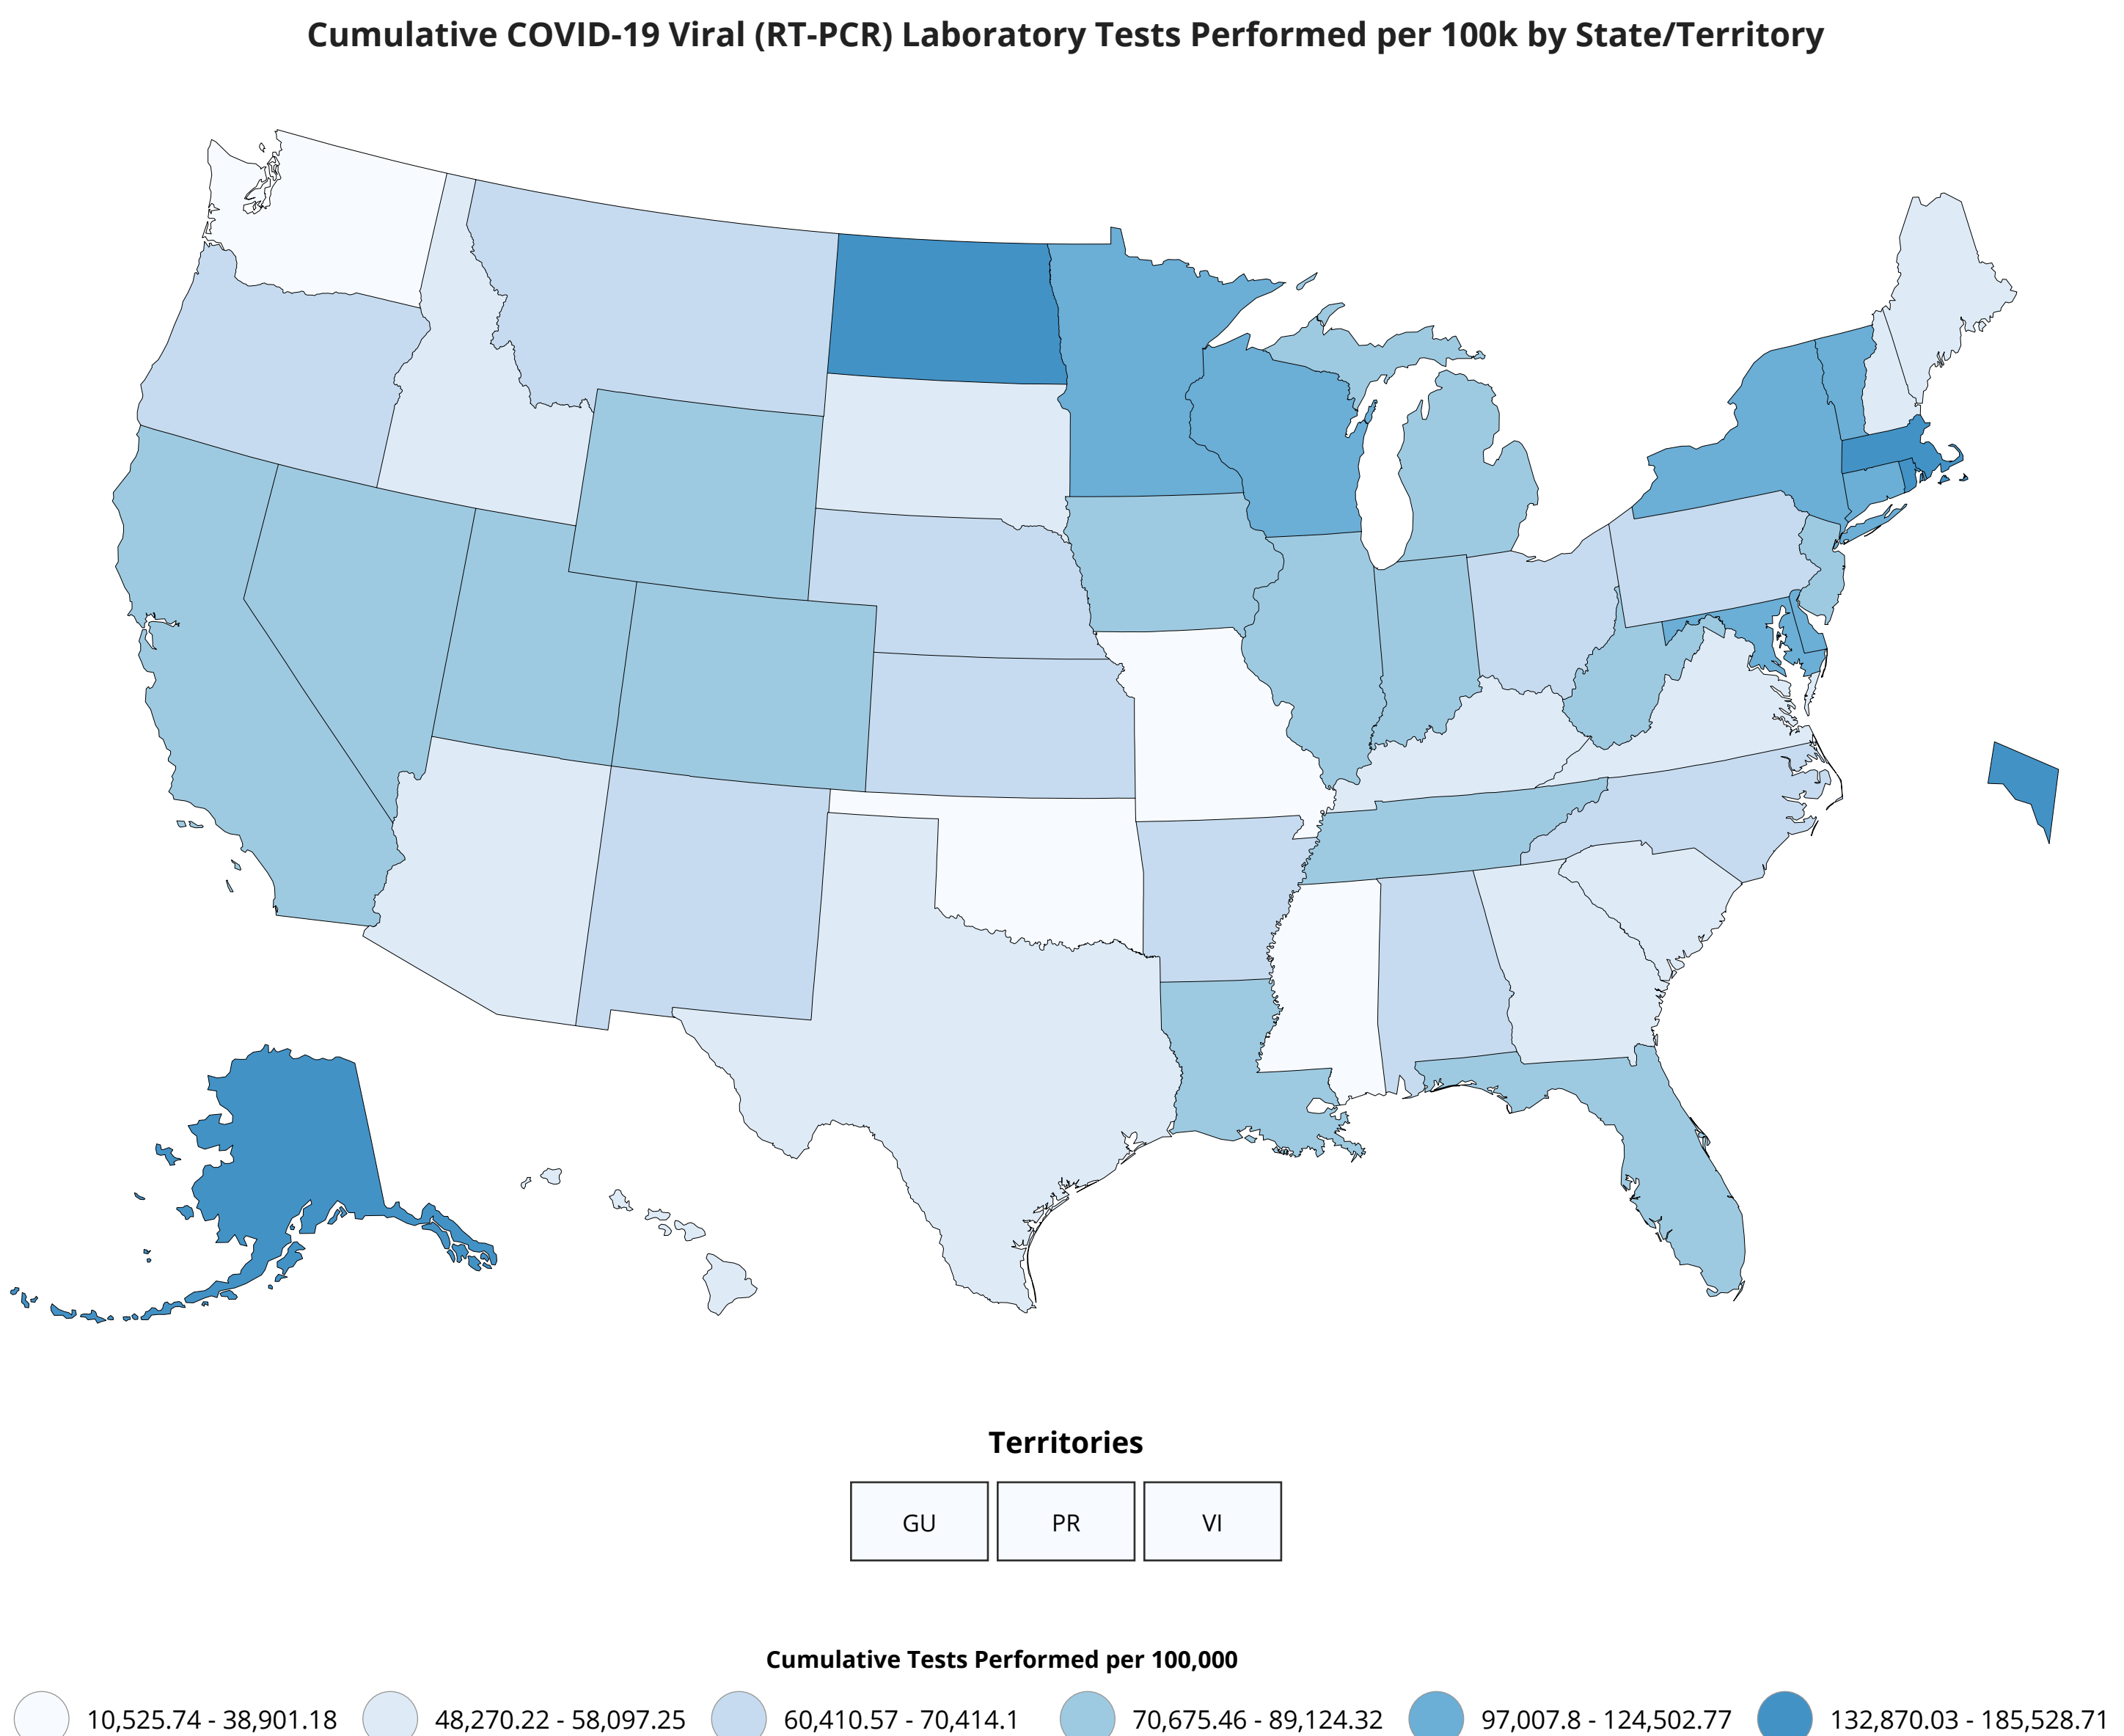 Cumulative COVID-19 Viral (RT-PCR) Laboratory Tests Performed per 100k by State/Territory
Territories
GU PR VI
Cumulative Tests Performed per 100,000
10,525.74 - 38,901.18 48,270.22 - 58,097.25 60,410.57 - 70,414.1 70,675.46 - 89,124.32 97,007.8 - 124,502.77 132,870.03 - 185,528.71